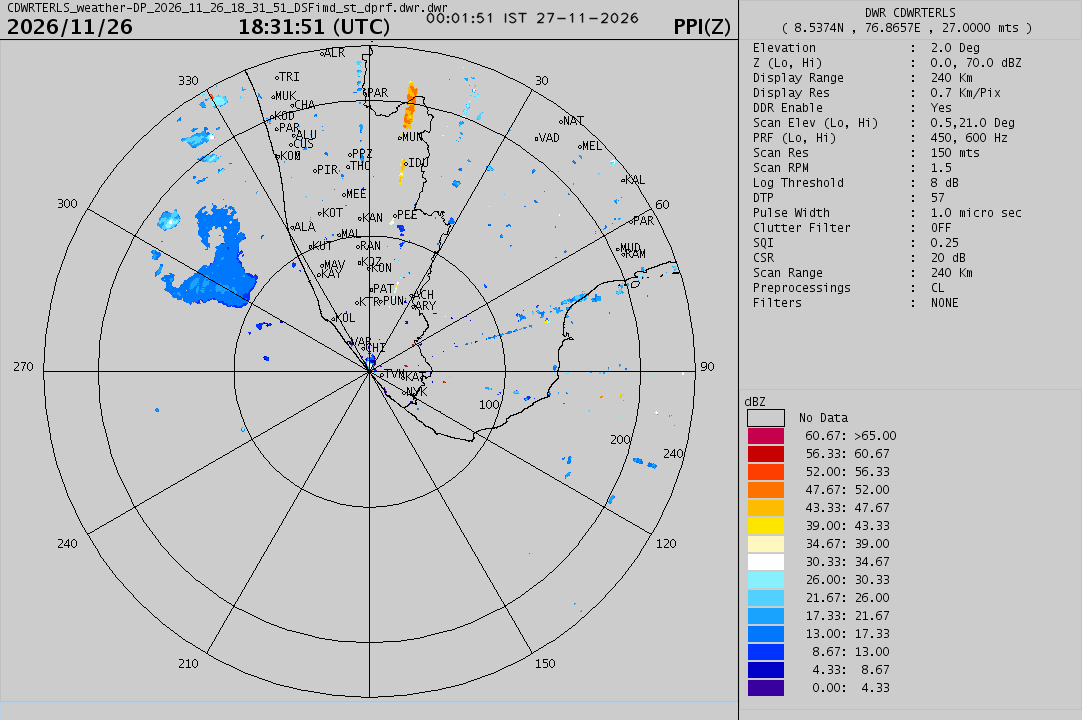 CDWRTERLS_weather-DP_2026_11_26_18_31_51_DSFimd_st_dprf.dwr.dwr
2026/11/26 18:31:51 (UTC) 00:01:51 IST 27-11-2026 PPI(Z)
DWR CDWRTERLS
( 8.5374N , 76.8657E , 27.0000 mts )
Elevation : 2.0 Deg
Z (Lo, Hi) : 0.0, 70.0 dBZ
Display Range : 240 Km
Display Res : 0.7 Km/Pix
DDR Enable : Yes
Scan Elev (Lo, Hi) : 0.5,21.0 Deg
PRF (Lo, Hi) : 450, 600 Hz
Scan Res : 150 mts
Scan RPM : 1.5
Log Threshold : 8 dB
DTP : 57
Pulse Width : 1.0 micro sec
Clutter Filter : OFF
SQI : 0.25
CSR : 20 dB
Scan Range : 240 Km
Preprocessings : CL
Filters : NONE
dBZ
No Data
60.67: >65.00
56.33: 60.67
52.00: 56.33
47.67: 52.00
43.33: 47.67
39.00: 43.33
34.67: 39.00
30.33: 34.67
26.00: 30.33
21.67: 26.00
17.33: 21.67
13.00: 17.33
8.67: 13.00
4.33: 8.67
0.00: 4.33
ALR
TRI
330
30
PAR
MUK
CHA
KOD
NAT
PAR
ALU
MUN
VAD
CUS
MEL
KON
PPZ
IDU
THO
PIR
KAL
MEE
300
60
KOT
KAN
PEE
PAR
ALA
MAL
KUT
RAN
MUD
RAM
MAV
KOZ
KON
KAY
PAT
ACH
KTR
PUN
ARY
KOL
VAR
CHI
270
90
TVM
KAT
NYK
100
200
240
240
120
210
150